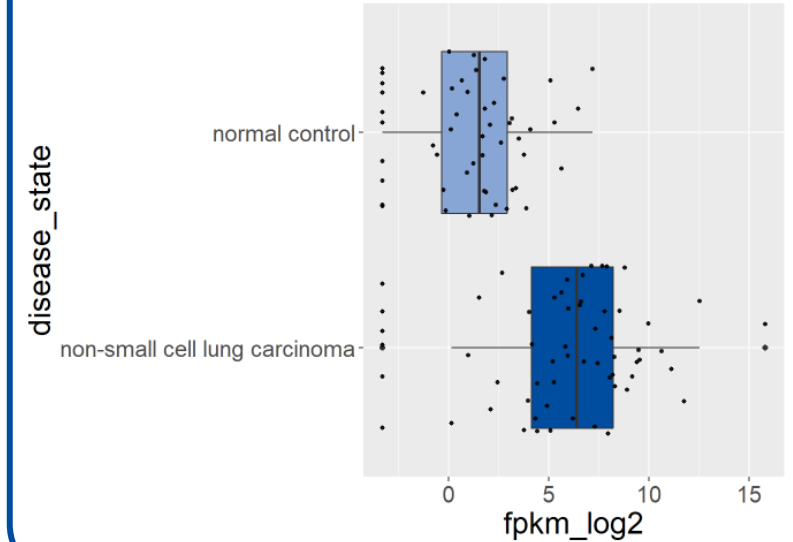 disease_state
normal control
non-small cell lung carcinoma
0 5 10 15
fpkm_log2